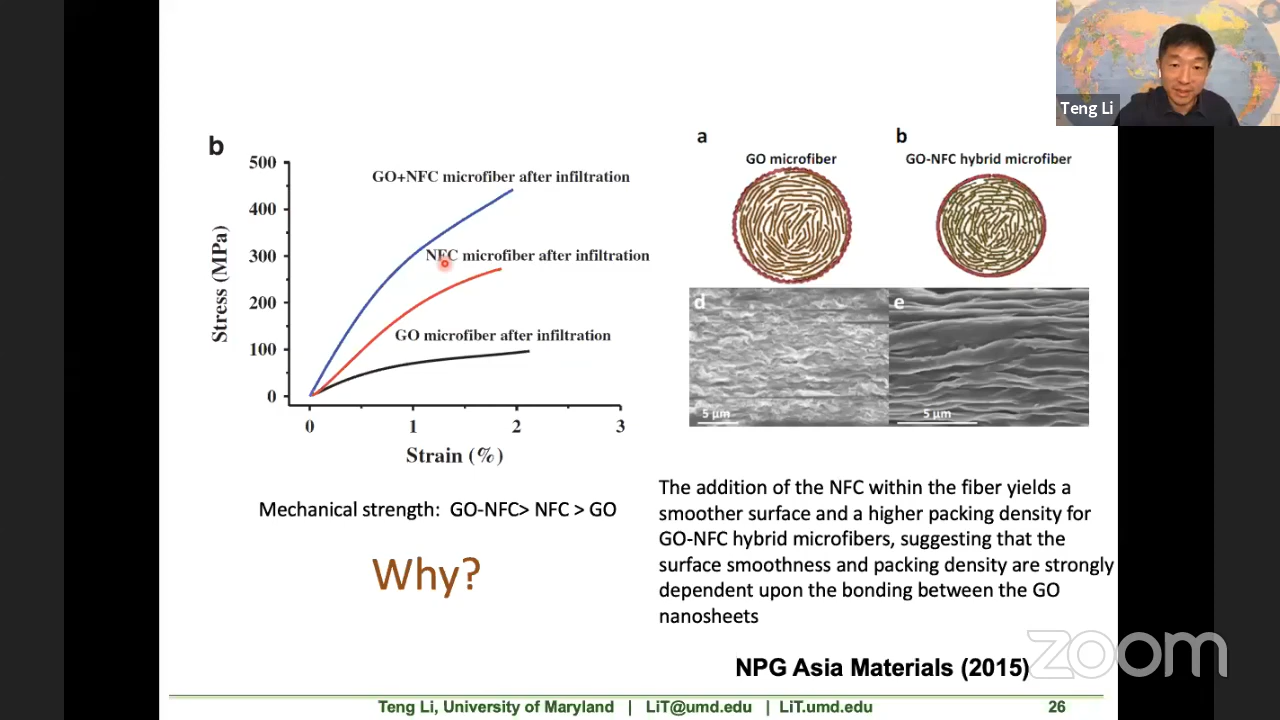 Teng Li
b
500
400
300
200
100
0
Stress (MPa)
GO+NFC microfiber after infiltration
NFC microfiber after infiltration
GO microfiber after infiltration
0 1 2 3
Strain (%)
a
GO microfiber
b
GO-NFC hybrid microfiber
d
5 µm
e
5 µm
Mechanical strength: GO-NFC> NFC > GO
Why?
The addition of the NFC within the fiber yields a
smoother surface and a higher packing density for
GO-NFC hybrid microfibers, suggesting that the
surface smoothness and packing density are strongly
dependent upon the bonding between the GO
nanosheets
NPG Asia Materials (2015)
zoom
Teng Li, University of Maryland | LiT@umd.edu | LiT.umd.edu 26